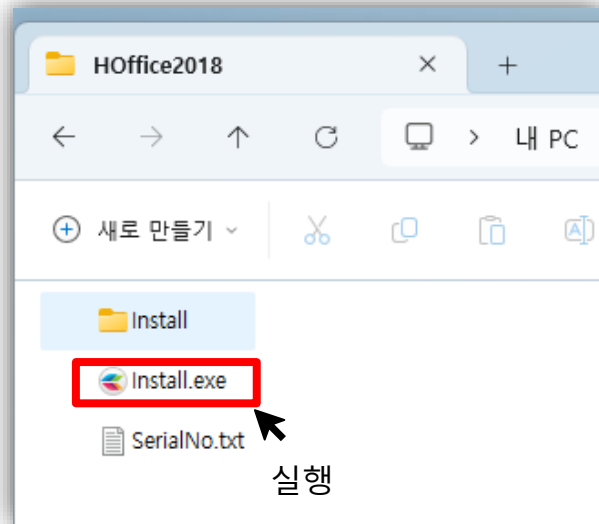 HOffice2018
내 PC
새로 만들기
Install
Install.exe
SerialNo.txt
실행